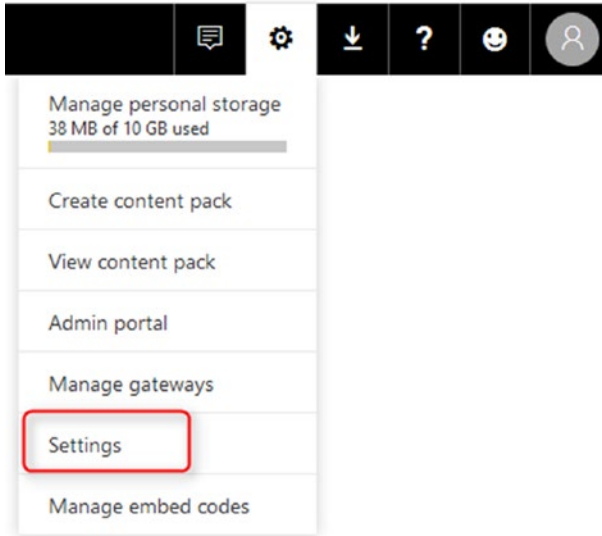 ?
Manage personal storage
38 MB of 10 GB used
Create content pack
View content pack
Admin portal
Manage gateways
Settings
Manage embed codes